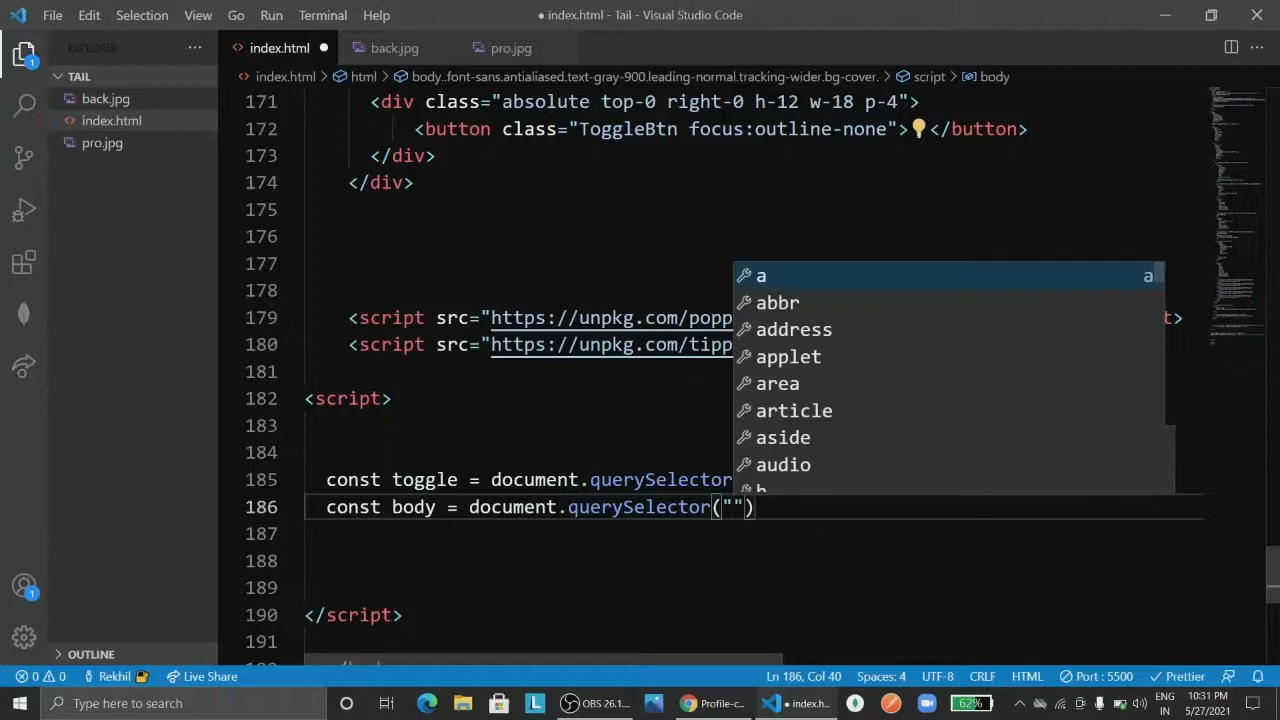 File Edit Selection View Go Run Terminal Help
● index.html - Tail - Visual Studio Code
index.html ● back.jpg pro.jpg
TAIL
index.html > html > body..font-sans.antialiased.text-gray-900.leading-normal.tracking-wider.bg-cover. > script > body
back.jpg
index.html
pro.jpg
171 <div class="absolute top-0 right-0 h-12 w-18 p-4">
172 <button class="ToggleBtn focus:outline-none">💡</button>
173 </div>
174 </div>
175
176
177
178
179 <script src="https://unpkg.com/popp t>
180 <script src="https://unpkg.com/tipp
181
182 <script>
183
184
185 const toggle = document.querySelector
186 const body = document.querySelector("")
187
188
189
190 </script>
191
a a
abbr
address
applet
area
article
aside
audio
OUTLINE
0 0 Rekhil 🔒 Live Share Ln 186, Col 40 Spaces: 4 UTF-8 CRLF HTML Port : 5500 Prettier
Type here to search
OBS 26.1...
Profile-c...
● index.h...
62%
ENG
IN
10:31 PM
5/27/2021